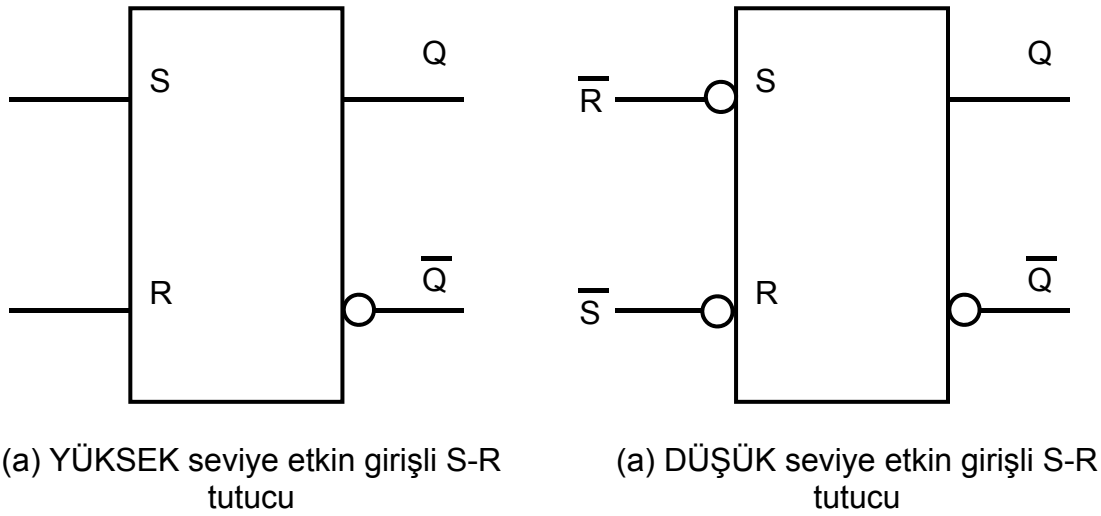 S
Q
R
Q̅
(a) YÜKSEK seviye etkin girişli S-R
tutucu
R̅
S
Q
S̅
R
Q̅
(a) DÜŞÜK seviye etkin girişli S-R
tutucu